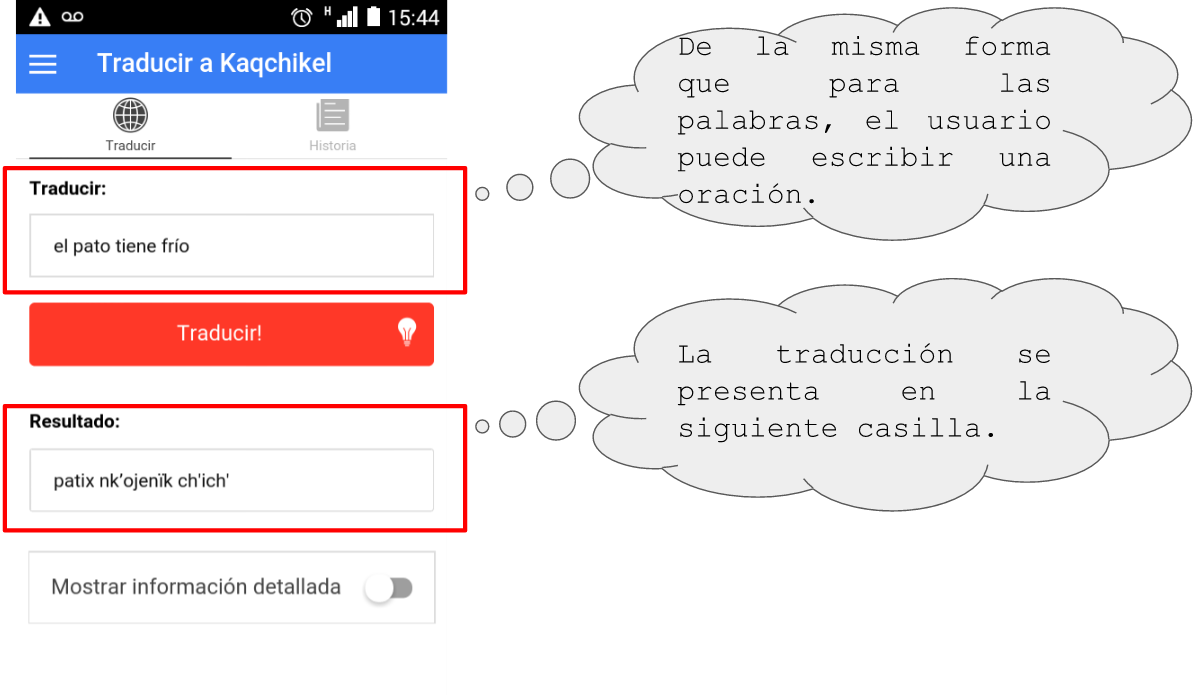 H 15:44
Traducir a Kaqchikel
Traducir Historia
Traducir:
el pato tiene frío
Traducir!
Resultado:
patix nk’ojenïk ch'ich'
Mostrar información detallada
De la misma forma
que para las
palabras, el usuario
puede escribir una
oración.
La traducción se
presenta en la
siguiente casilla.